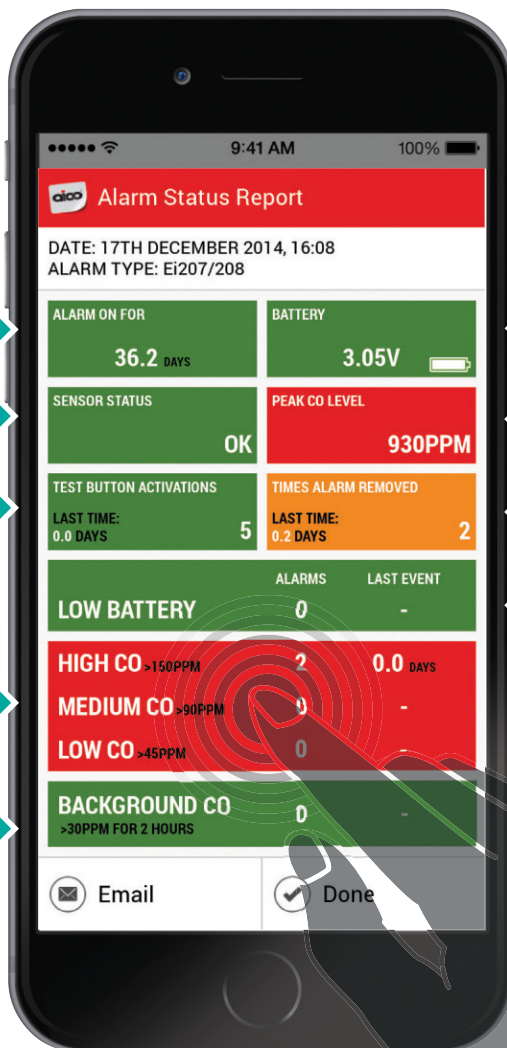 9:41 AM 100%
aico Alarm Status Report
DATE: 17TH DECEMBER 2014, 16:08
ALARM TYPE: Ei207/208
ALARM ON FOR BATTERY
36.2 DAYS 3.05V
SENSOR STATUS PEAK CO LEVEL
OK 930PPM
TEST BUTTON ACTIVATIONS TIMES ALARM REMOVED
LAST TIME: LAST TIME:
0.0 DAYS 5 0.2 DAYS 2
ALARMS LAST EVENT
LOW BATTERY 0 -
HIGH CO >150PPM 2 0.0 DAYS
MEDIUM CO >90PPM 0 -
LOW CO >45PPM 0 -
BACKGROUND CO 0 -
>30PPM FOR 2 HOURS
Email Done